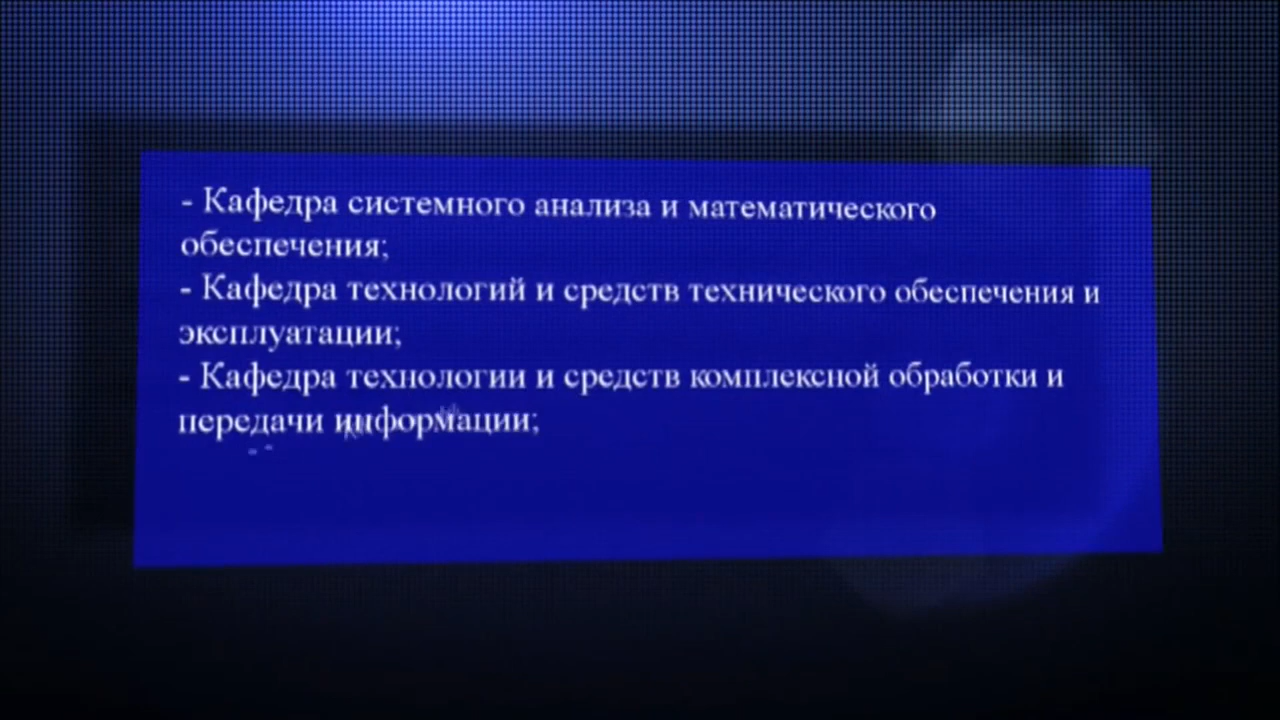 - Кафедра системного анализа и математического
обеспечения;
- Кафедра технологий и средств технического обеспечения и
эксплуатации;
- Кафедра технологии и средств комплексной обработки и
передачи информации;